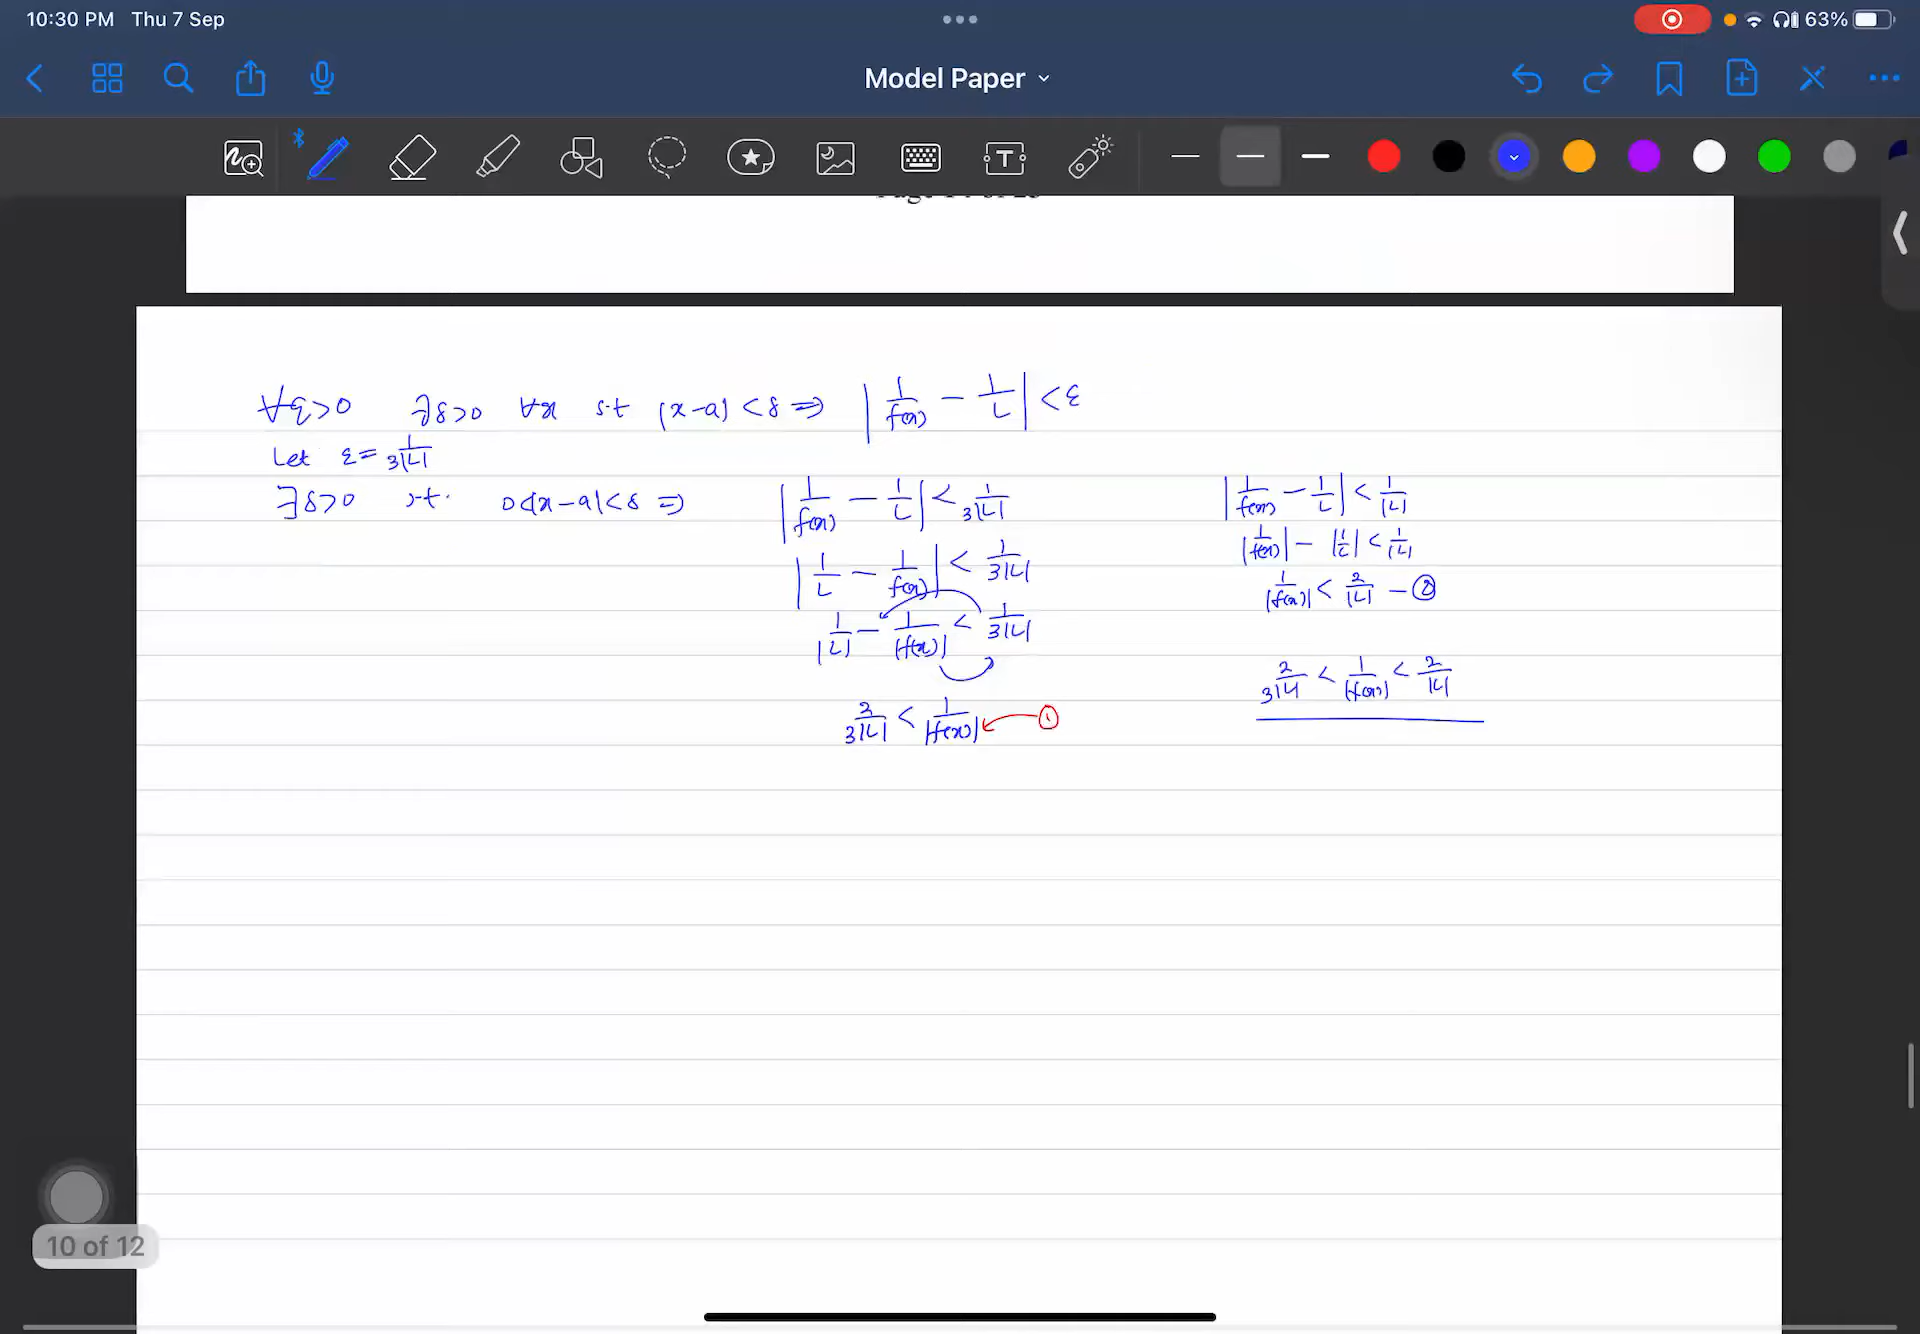 10:30 PM Thu 7 Sep
63%
Model Paper
T
∀ε>0 ∃δ>0 ∀x s.t |x-a|<δ ⇒ |1/f(x) - 1/L| < ε
Let ε = 1/3|L|
∃δ>0 s.t. 0<|x-a|<δ ⇒ |1/f(x) - 1/L| < 1/3|L|
|1/L - 1/f(x)| < 1/3|L|
1/|L| - 1/|f(x)| < 1/3|L|
2/3|L| < 1/|f(x)| ①
|1/f(x) - 1/L| < 1/|L|
|1/f(x)| - |1/L| < 1/|L|
1/|f(x)| < 2/|L| - ②
2/3|L| < 1/|f(x)| < 2/|L|
10 of 12